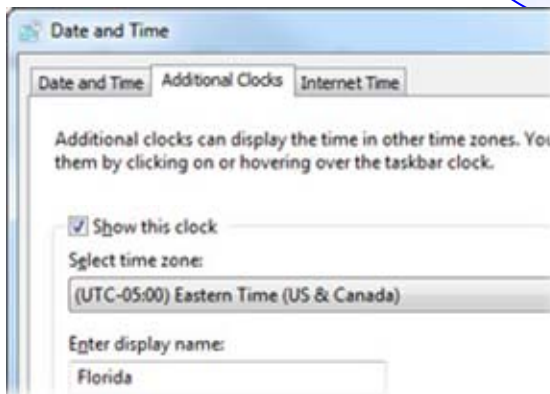 Date and Time
Date and Time Additional Clocks Internet Time
Additional clocks can display the time in other time zones. You
them by clicking on or hovering over the taskbar clock.
Show this clock
Select time zone:
(UTC-05:00) Eastern Time (US & Canada)
Enter display name:
Florida